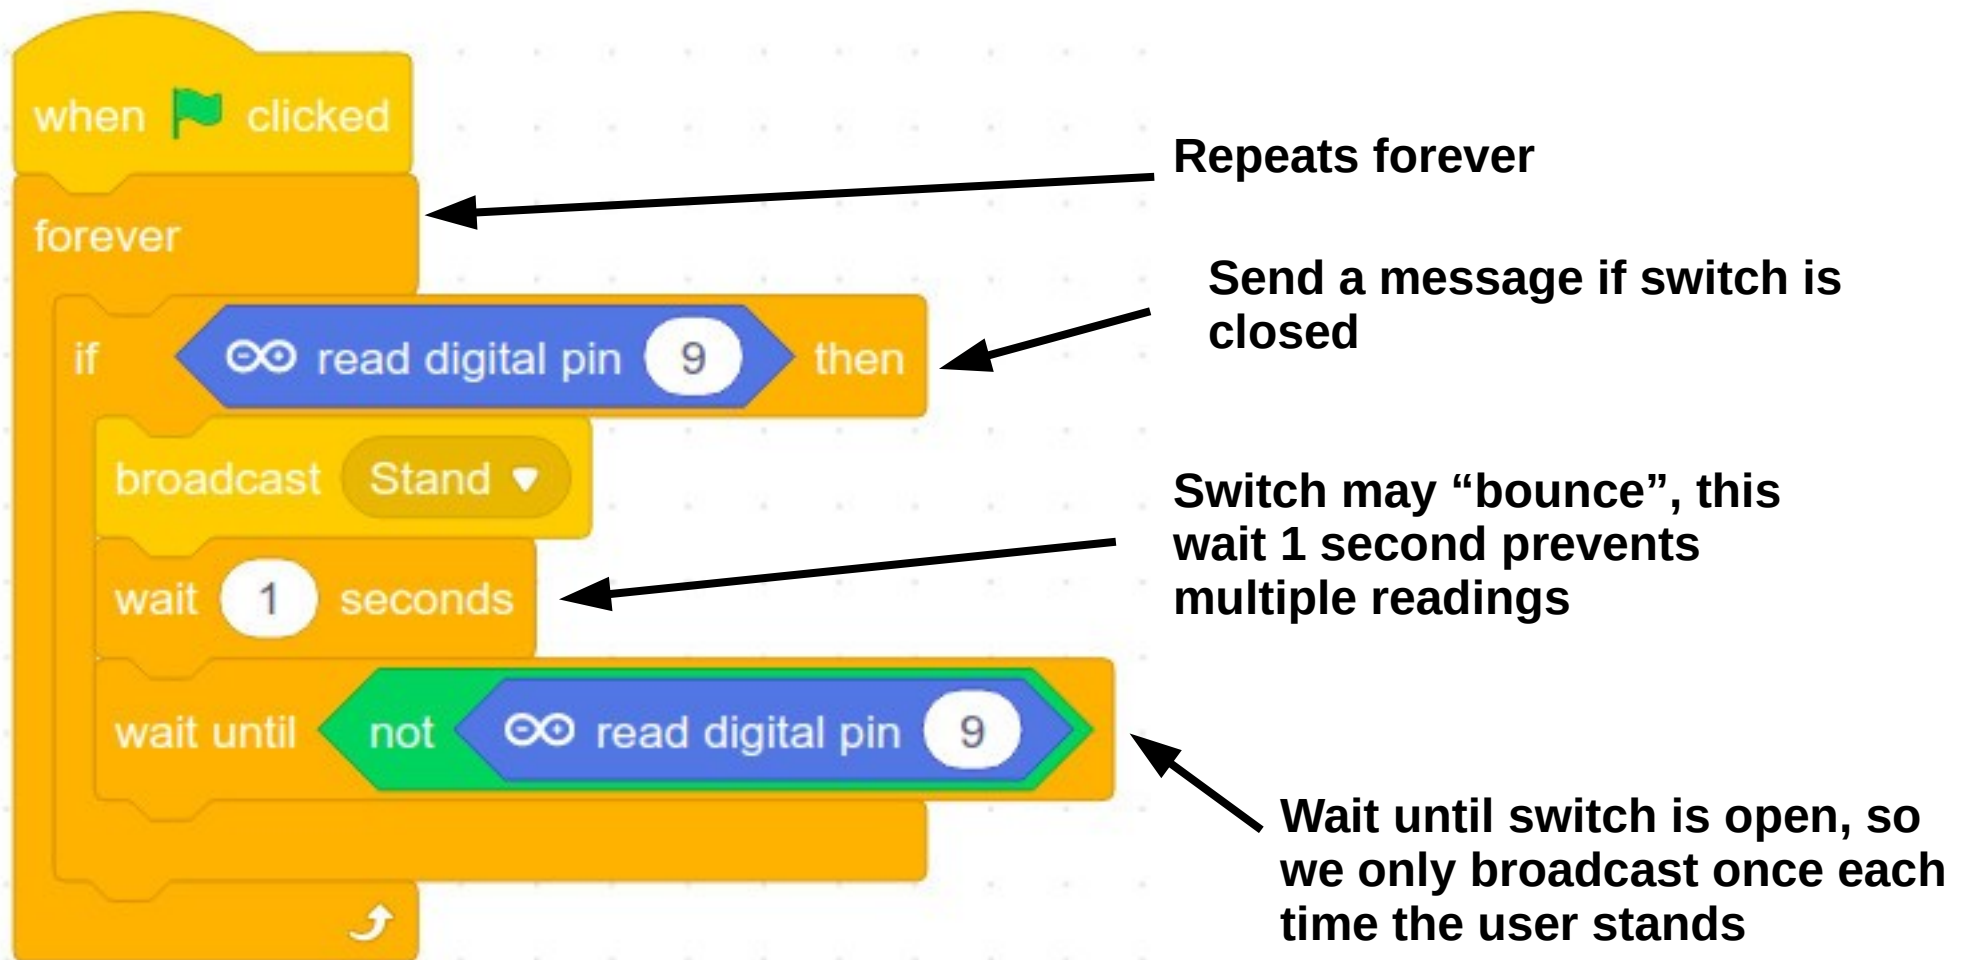 when clicked
forever
if read digital pin 9 then
broadcast Stand
wait 1 seconds
wait until not read digital pin 9
Repeats forever
Send a message if switch is
closed
Switch may “bounce”, this
wait 1 second prevents
multiple readings
Wait until switch is open, so
we only broadcast once each
time the user stands